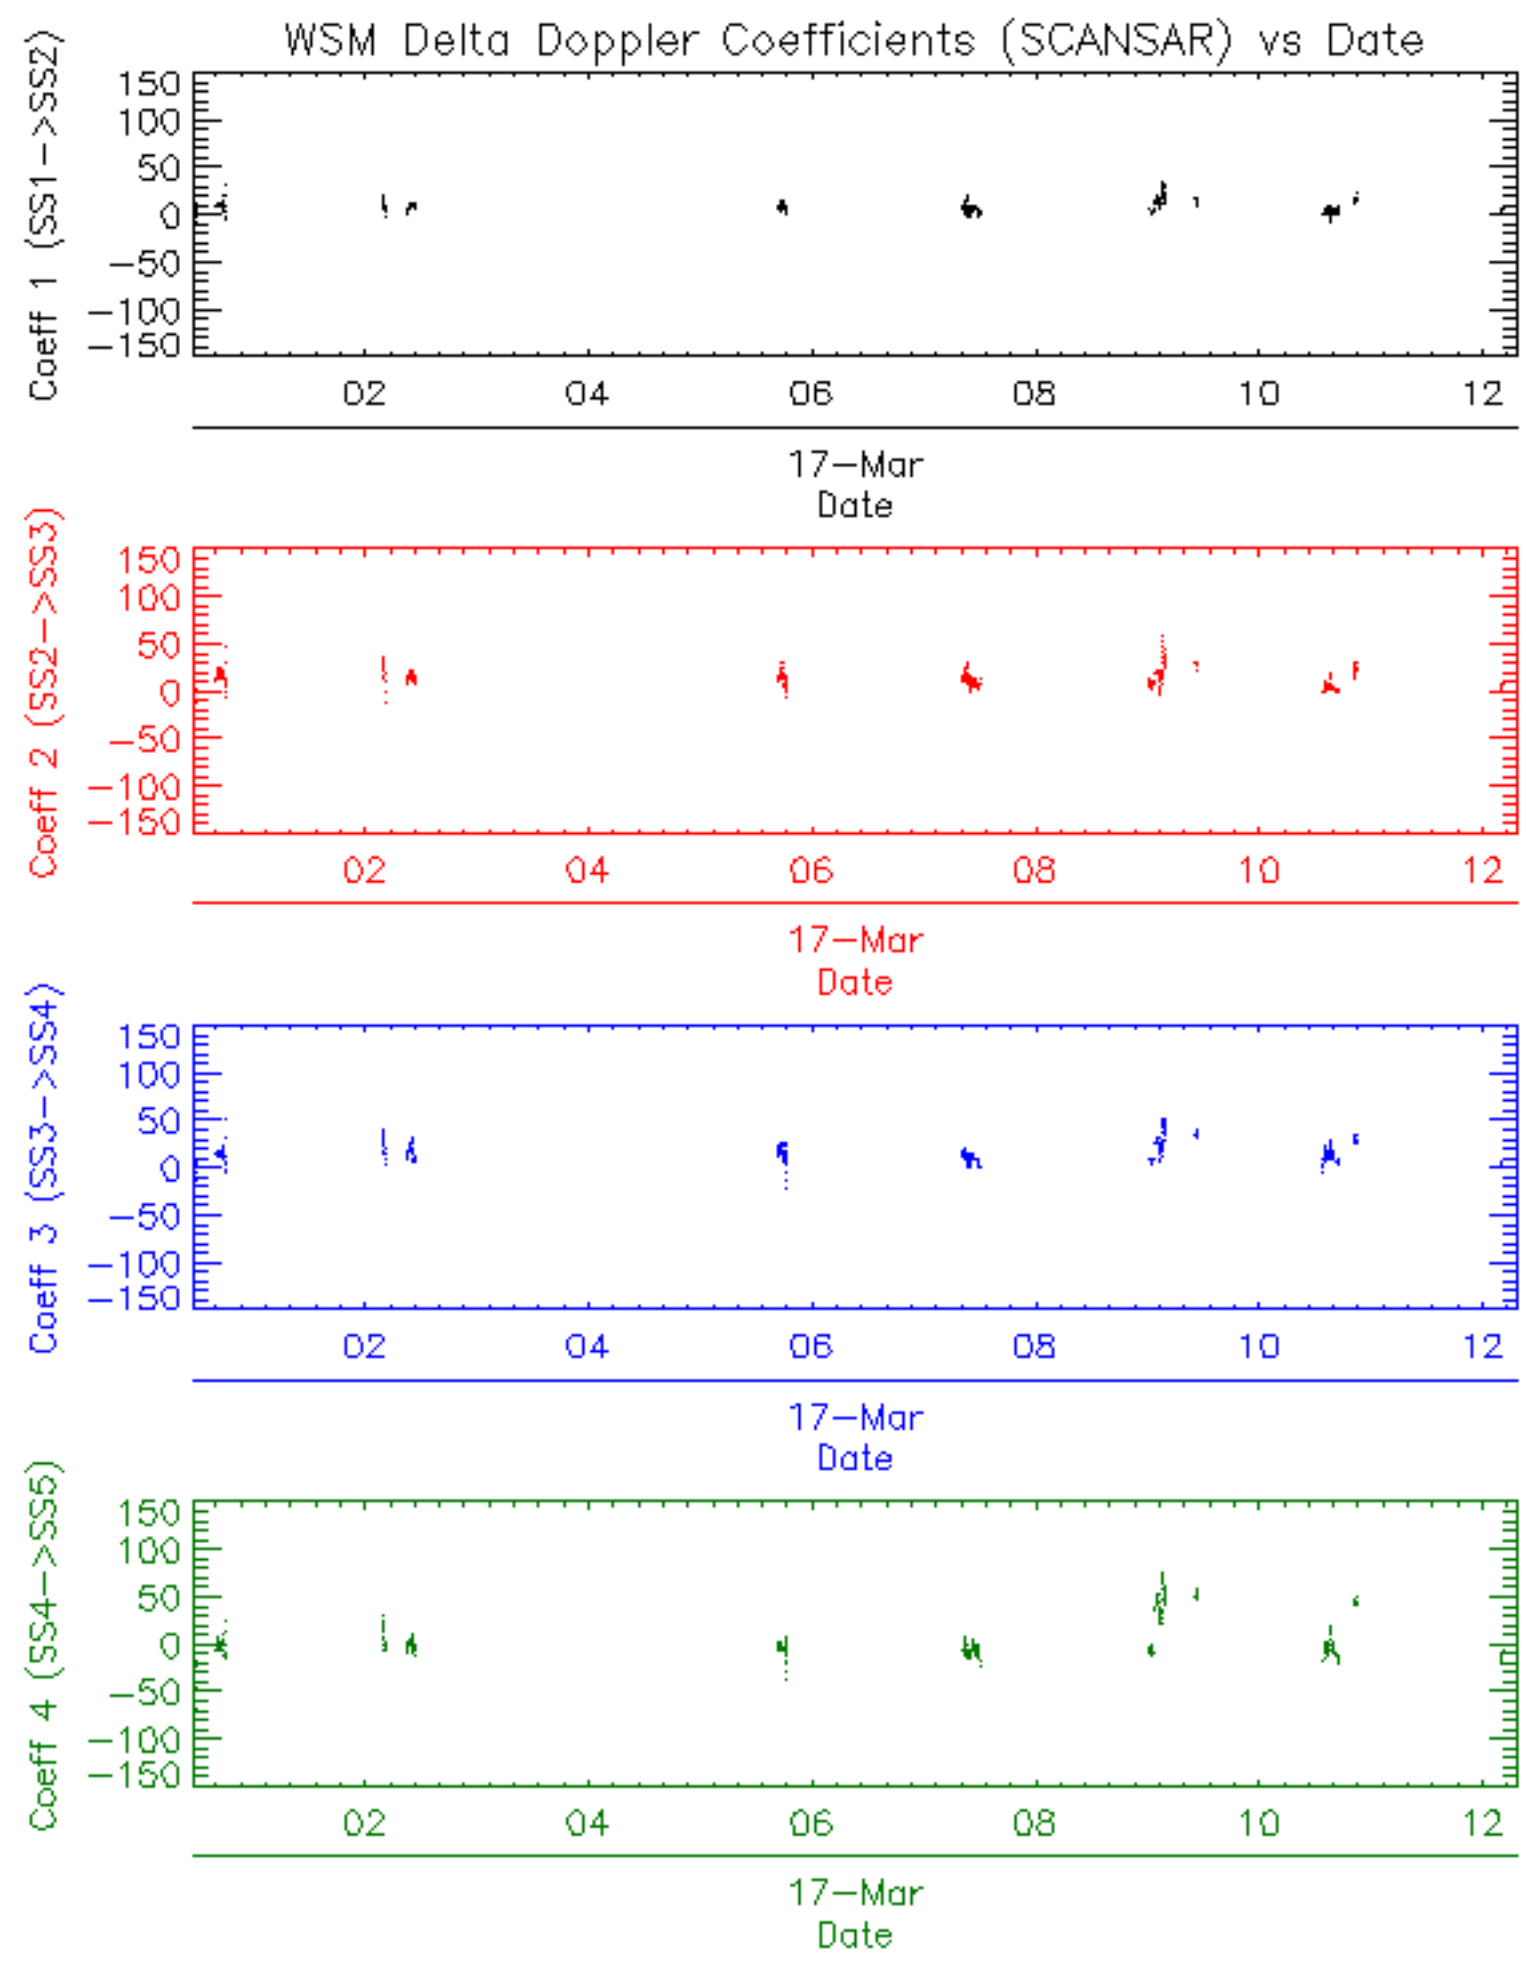 WSM Delta Doppler Coefficients (SCANSAR) vs Date
Coeff 1 (SS1->SS2)
150
100
50
0
-50
-100
-150
02 04 06 08 10 12
17-Mar
Date
Coeff 2 (SS2->SS3)
150
100
50
0
-50
-100
-150
02 04 06 08 10 12
17-Mar
Date
Coeff 3 (SS3->SS4)
150
100
50
0
-50
-100
-150
02 04 06 08 10 12
17-Mar
Date
Coeff 4 (SS4->SS5)
150
100
50
0
-50
-100
-150
02 04 06 08 10 12
17-Mar
Date